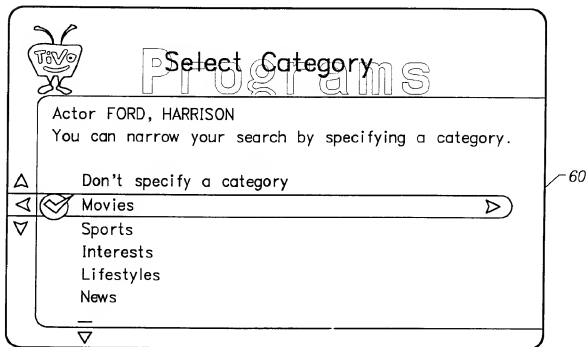 TiVo
Programs
Select Category
Actor FORD, HARRISON
You can narrow your search by specifying a category.
Don't specify a category
Movies
Sports
Interests
Lifestyles
News
60